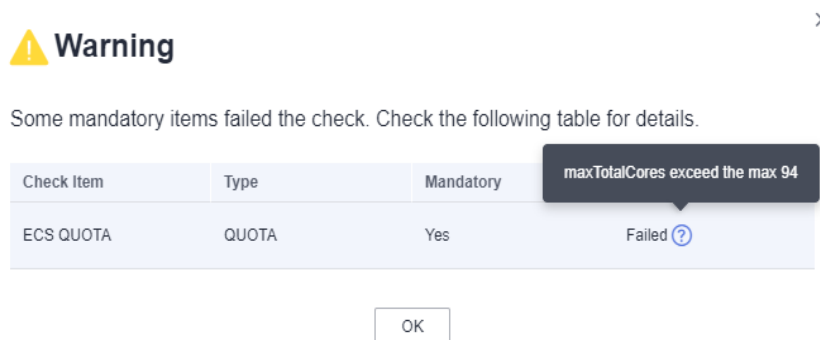 Warning
Some mandatory items failed the check. Check the following table for details.
Check Item Type Mandatory
maxTotalCores exceed the max 94
ECS QUOTA QUOTA Yes Failed ?
OK